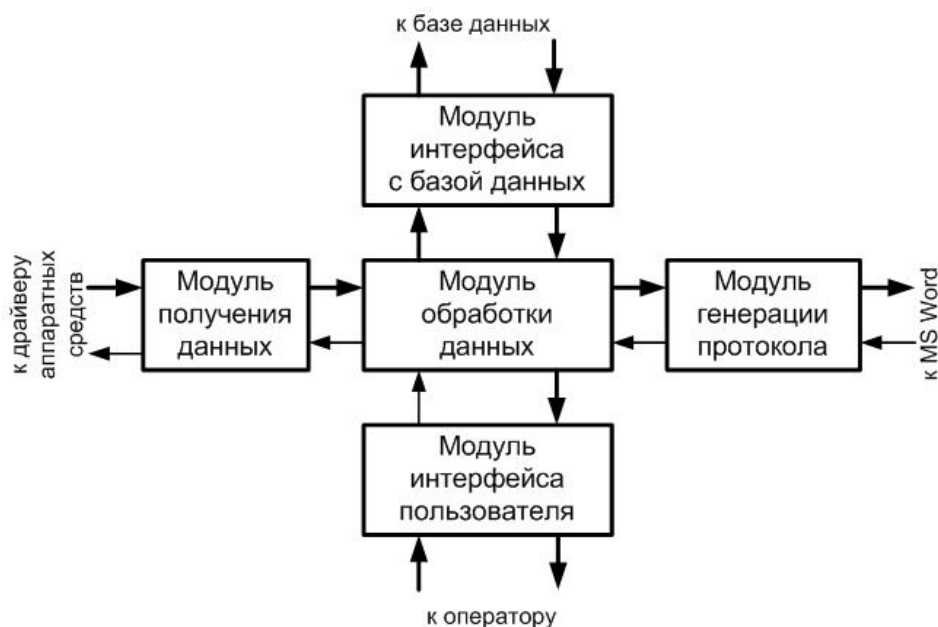 к базе данных
Модуль
интерфейса
с базой данных
к драйверу
аппаратных
средств
Модуль
получения
данных
Модуль
обработки
данных
Модуль
генерации
протокола
к MS Word
Модуль
интерфейса
пользователя
к оператору